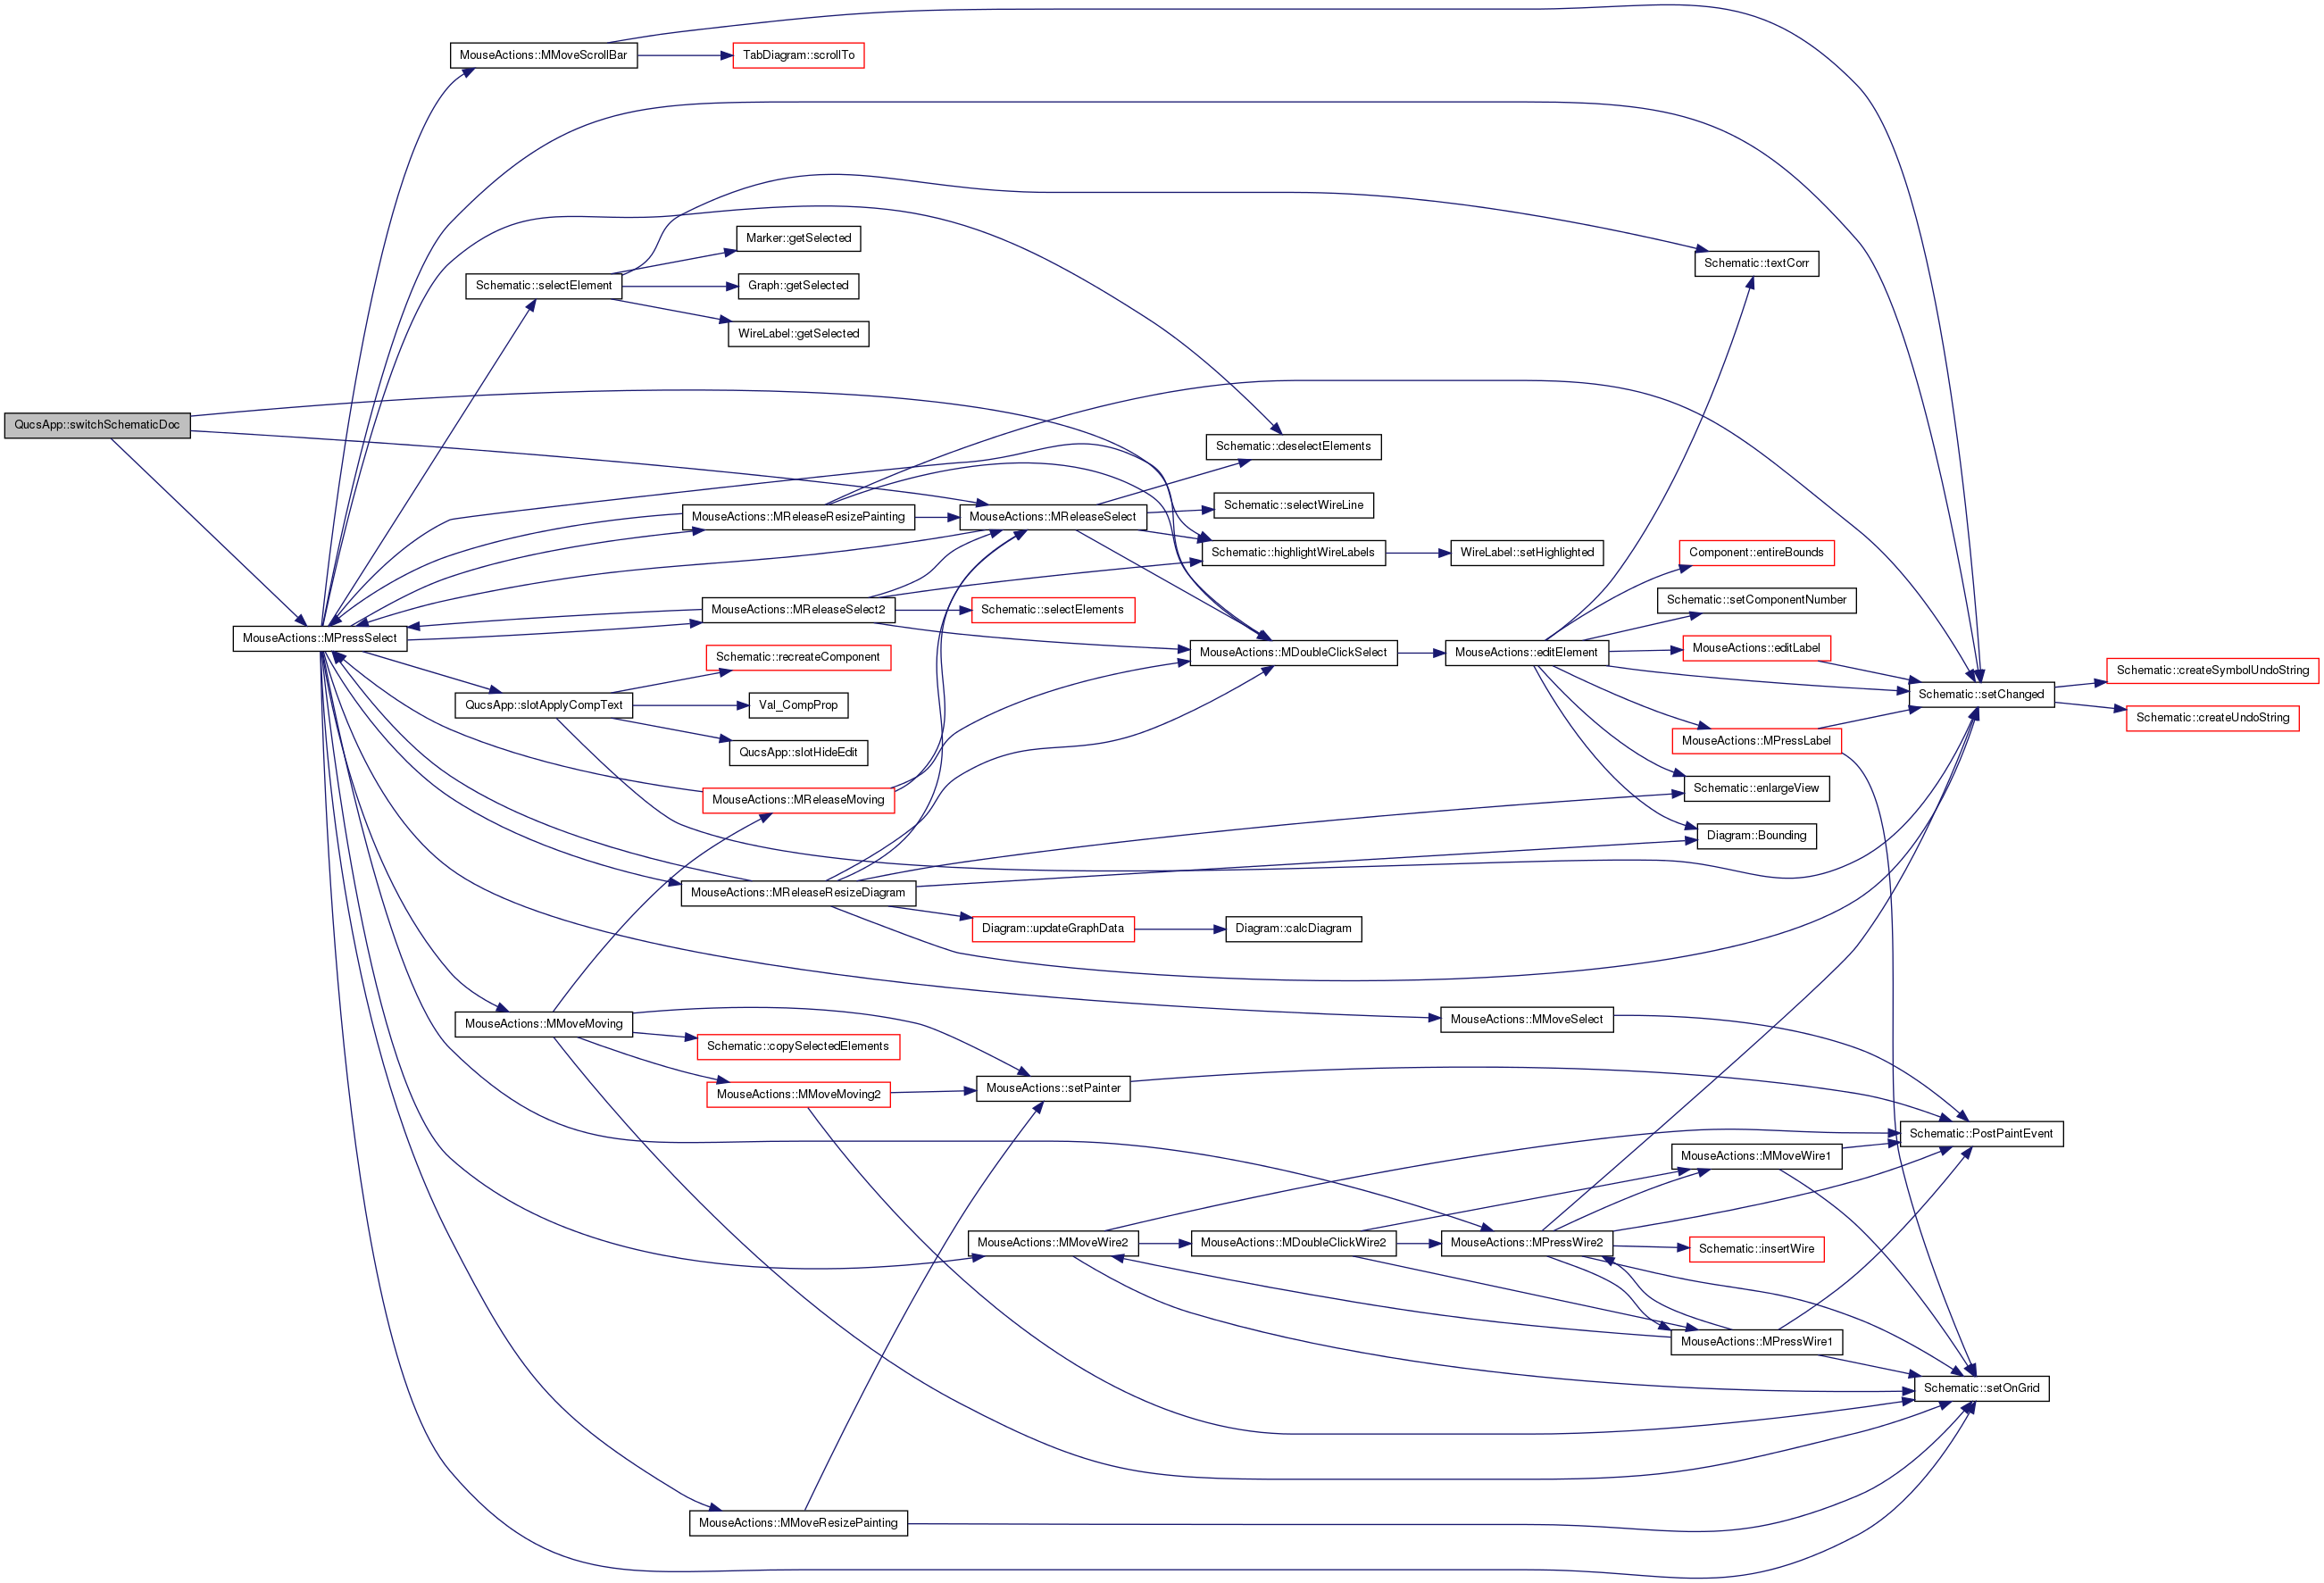 MouseActions::MMoveScrollBar
TabDiagram::scrollTo
Marker::getSelected
Schematic::textCorr
Schematic::selectElement
Graph::getSelected
WireLabel::getSelected
QucsApp::switchSchematicDoc
Schematic::deselectElements
Schematic::selectWireLine
MouseActions::MReleaseResizePainting
MouseActions::MReleaseSelect
Schematic::highlightWireLabels
WireLabel::setHighlighted
Component::entireBounds
Schematic::setComponentNumber
MouseActions::MReleaseSelect2
Schematic::selectElements
MouseActions::MPressSelect
MouseActions::MDoubleClickSelect
MouseActions::editElement
MouseActions::editLabel
Schematic::recreateComponent
Schematic::createSymbolUndoString
Schematic::setChanged
QucsApp::slotApplyCompText
Val_CompProp
Schematic::createUndoString
MouseActions::MPressLabel
QucsApp::slotHideEdit
Schematic::enlargeView
MouseActions::MReleaseMoving
Diagram::Bounding
MouseActions::MReleaseResizeDiagram
Diagram::updateGraphData
Diagram::calcDiagram
MouseActions::MMoveSelect
MouseActions::MMoveMoving
Schematic::copySelectedElements
MouseActions::setPainter
MouseActions::MMoveMoving2
Schematic::PostPaintEvent
MouseActions::MMoveWire1
MouseActions::MMoveWire2
MouseActions::MDoubleClickWire2
MouseActions::MPressWire2
Schematic::insertWire
MouseActions::MPressWire1
Schematic::setOnGrid
MouseActions::MMoveResizePainting